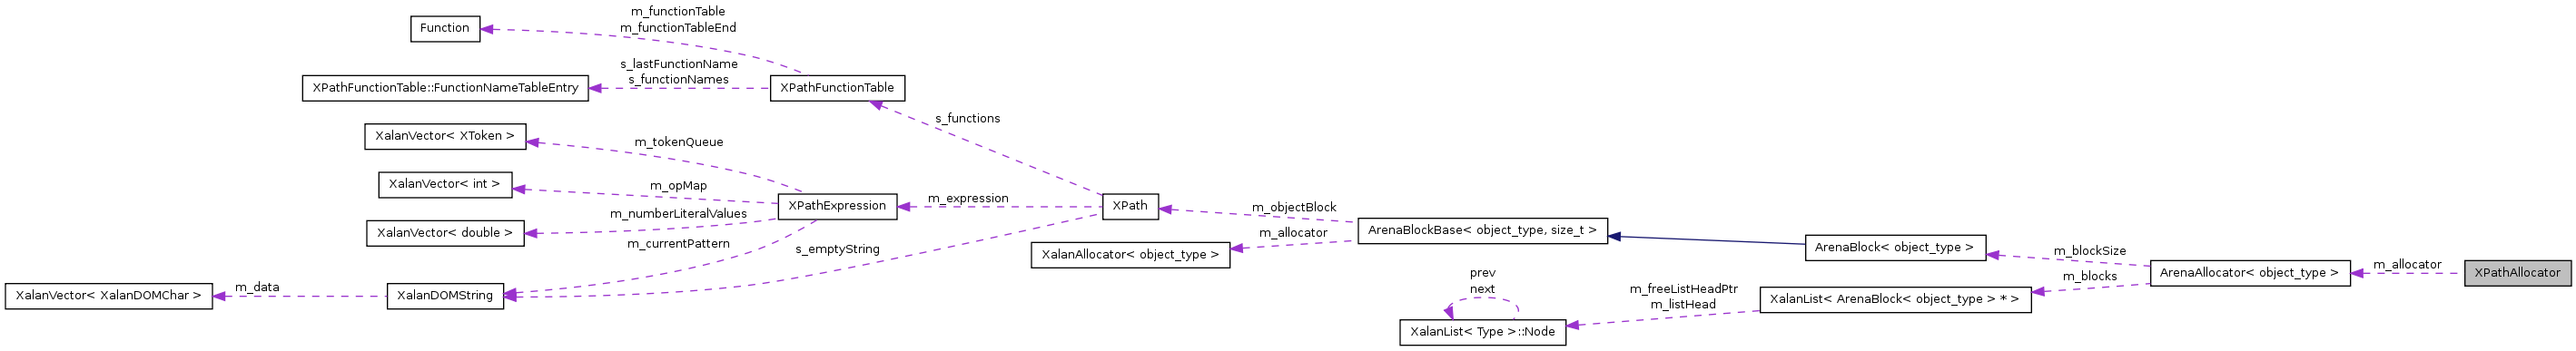 m_functionTable
m_functionTableEnd
Function
s_lastFunctionName
s_functionNames
XPathFunctionTable::FunctionNameTableEntry
XPathFunctionTable
s_functions
XalanVector< XToken >
m_tokenQueue
XalanVector< int >
m_opMap
XPathExpression
m_expression
XPath
m_numberLiteralValues
XalanVector< double >
m_currentPattern
s_emptyString
m_objectBlock
ArenaBlockBase< object_type, size_t >
m_allocator
XalanAllocator< object_type >
ArenaBlock< object_type >
m_blockSize
m_blocks
ArenaAllocator< object_type >
m_allocator
XPathAllocator
XalanVector< XalanDOMChar >
m_data
XalanDOMString
prev
next
m_freeListHeadPtr
m_listHead
XalanList< ArenaBlock< object_type > * >
XalanList< Type >::Node